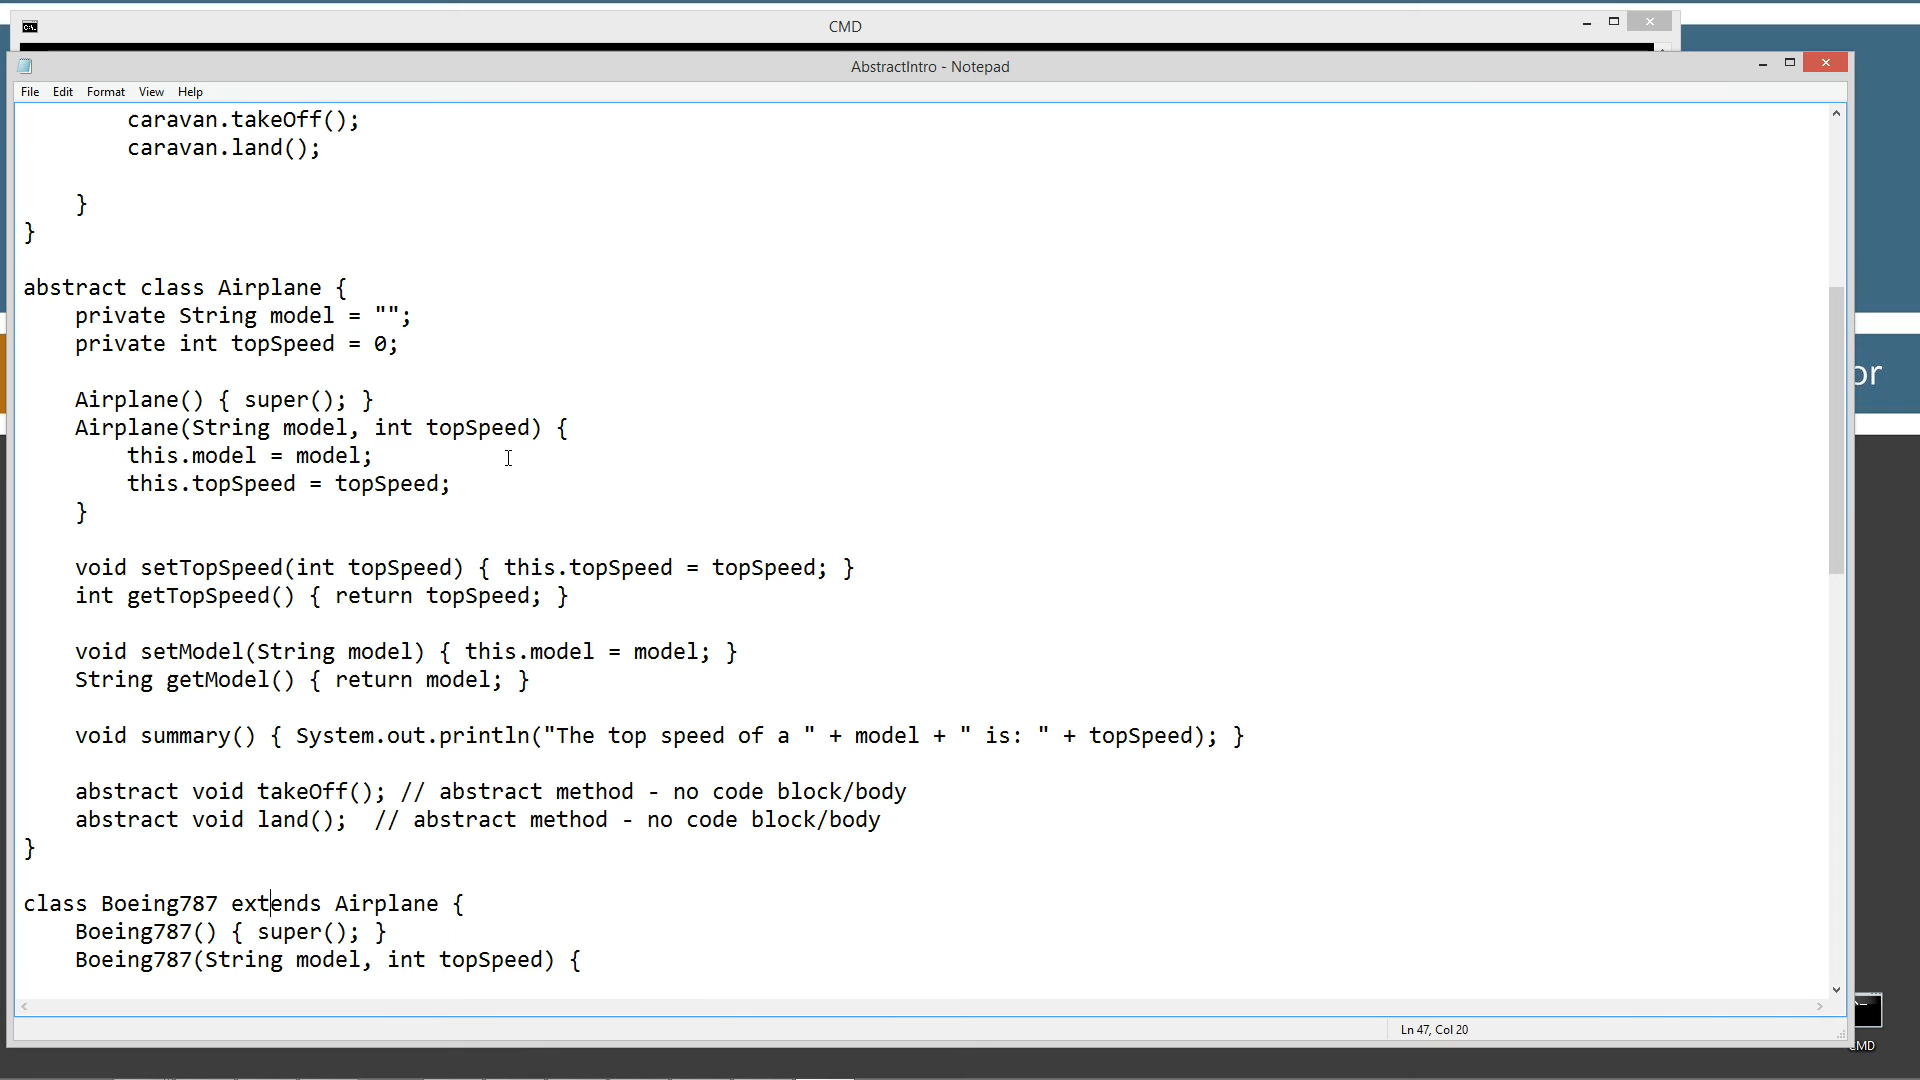 CMD
AbstractIntro - Notepad
File Edit Format View Help
        caravan.takeOff();
        caravan.land();
    }
}
abstract class Airplane {
    private String model = "";
    private int topSpeed = 0;
    Airplane() { super(); }
    Airplane(String model, int topSpeed) {
        this.model = model;
        this.topSpeed = topSpeed;
    }
    void setTopSpeed(int topSpeed) { this.topSpeed = topSpeed; }
    int getTopSpeed() { return topSpeed; }
    void setModel(String model) { this.model = model; }
    String getModel() { return model; }
    void summary() { System.out.println("The top speed of a " + model + " is: " + topSpeed); }
    abstract void takeOff(); // abstract method - no code block/body
    abstract void land();  // abstract method - no code block/body
}
class Boeing787 extends Airplane {
    Boeing787() { super(); }
    Boeing787(String model, int topSpeed) {
Ln 47, Col 20
or
CMD